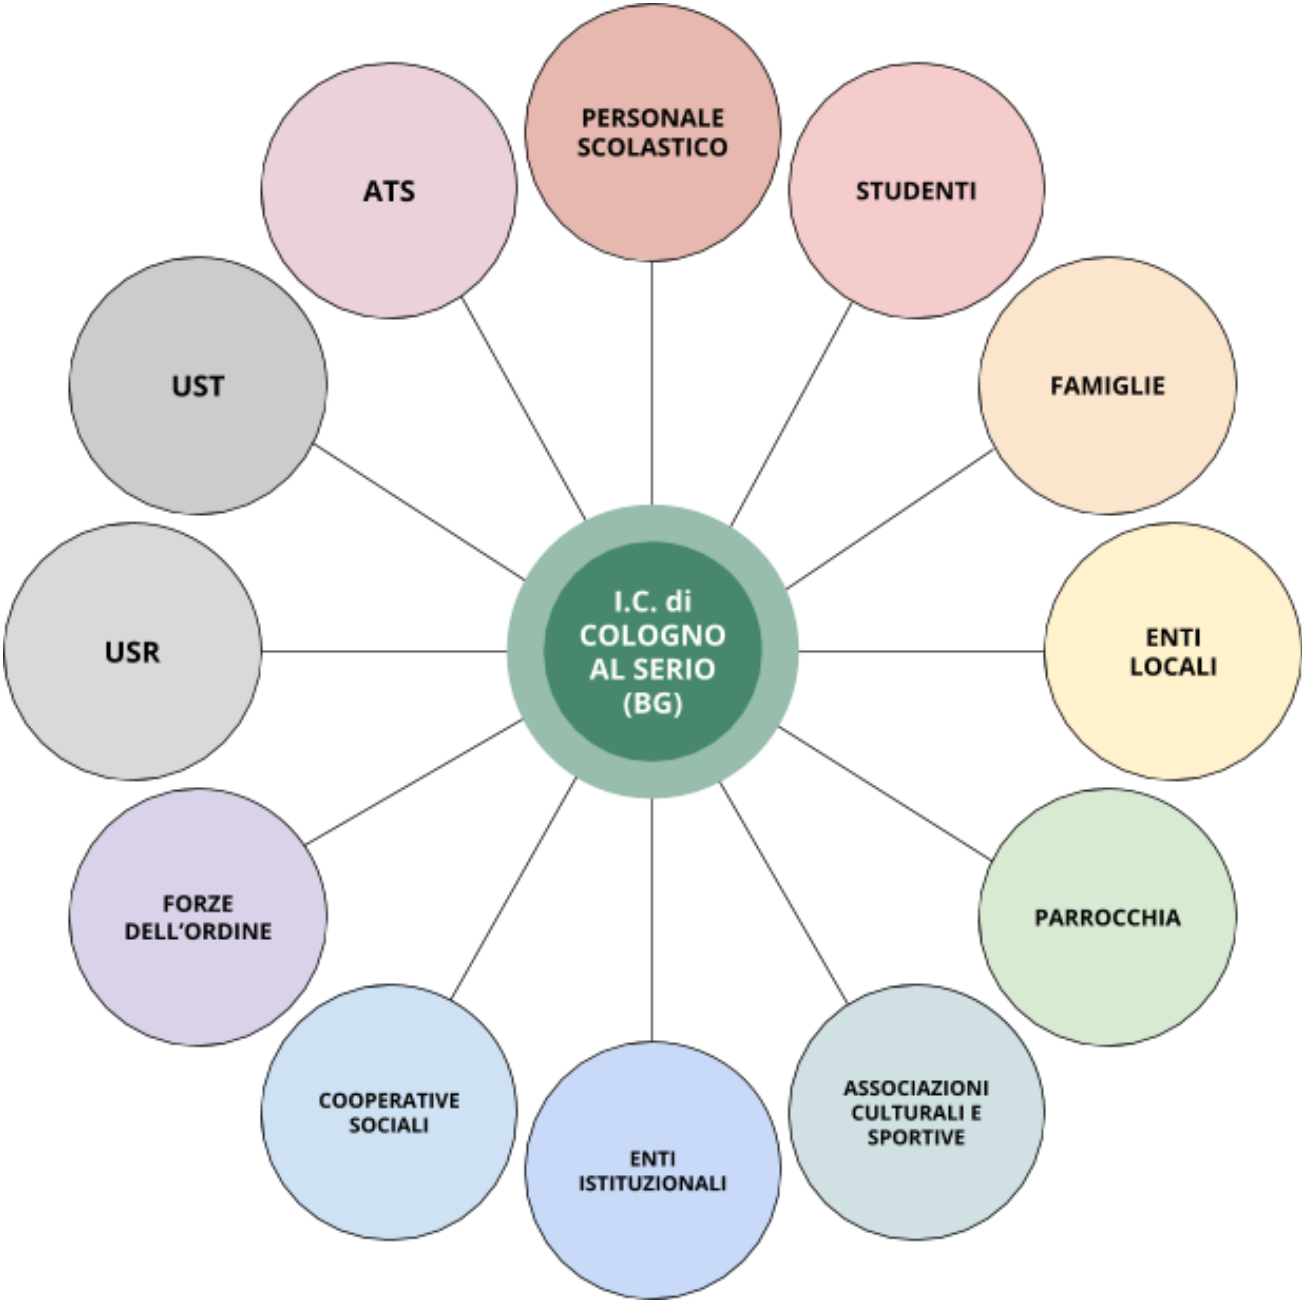 PERSONALE
SCOLASTICO
ATS
STUDENTI
UST
FAMIGLIE
I.C. di
COLOGNO
AL SERIO
(BG)
USR
ENTI
LOCALI
FORZE
DELL'ORDINE
PARROCCHIA
COOPERATIVE
SOCIALI
ASSOCIAZIONI
CULTURALI E
SPORTIVE
ENTI
ISTITUZIONALI